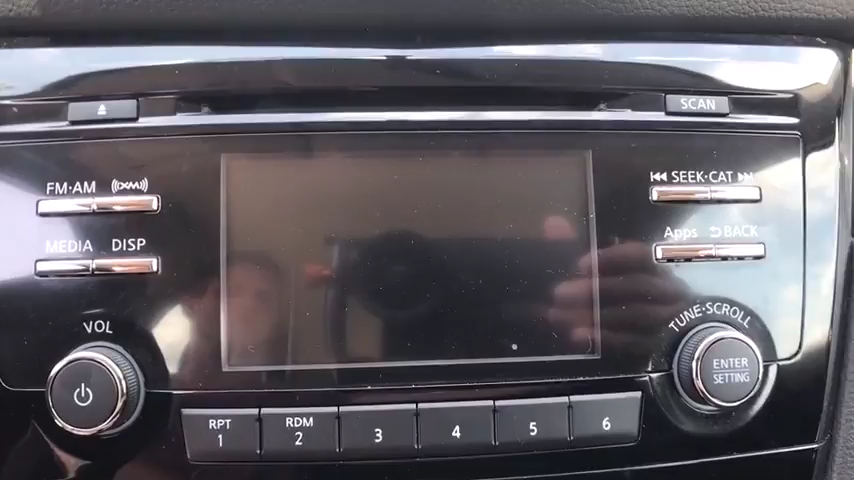 SCAN
FM·AM
((XM))
SEEK·CAT
MEDIA
DISP
Apps
BACK
VOL
TUNE·SCROLL
ENTER
SETTING
RPT
1
RDM
2
3
4
5
6